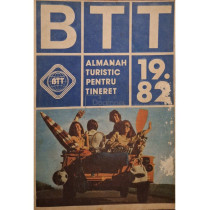 BTT
ALMANAH
TURISTIC
PENTRU
TINERET
19.
82
BTT